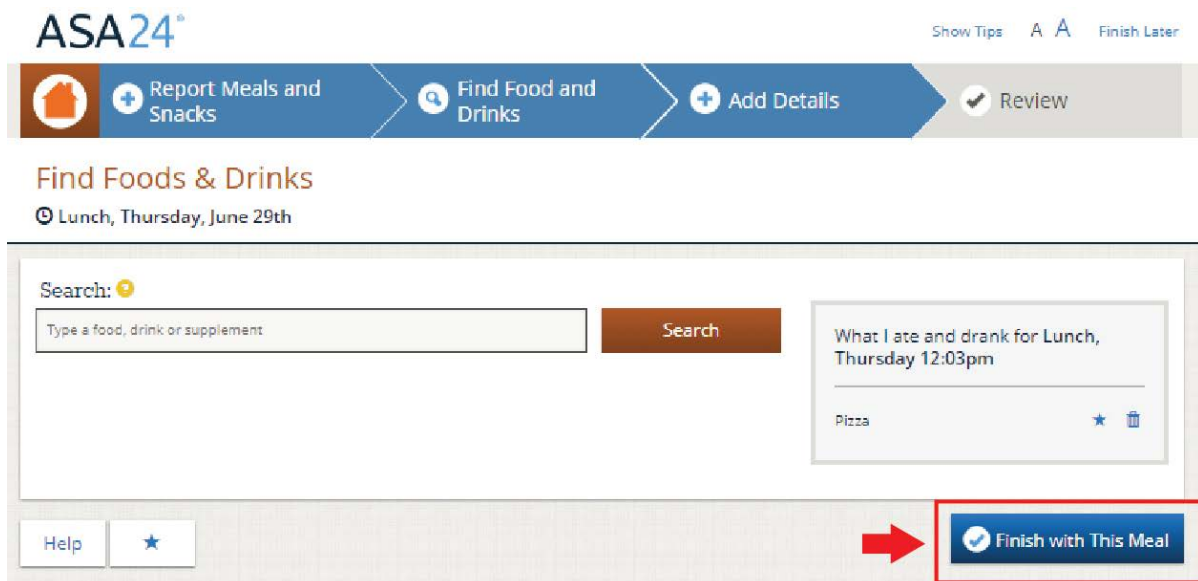 ASA24®
Show Tips A A Finish Later
Report Meals and
Snacks
Find Food and
Drinks
Add Details
Review
Find Foods & Drinks
Lunch, Thursday, June 29th
Search: ?
Type a food, drink or supplement
Search
What I ate and drank for Lunch,
Thursday 12:03pm
Pizza
Help
Finish with This Meal